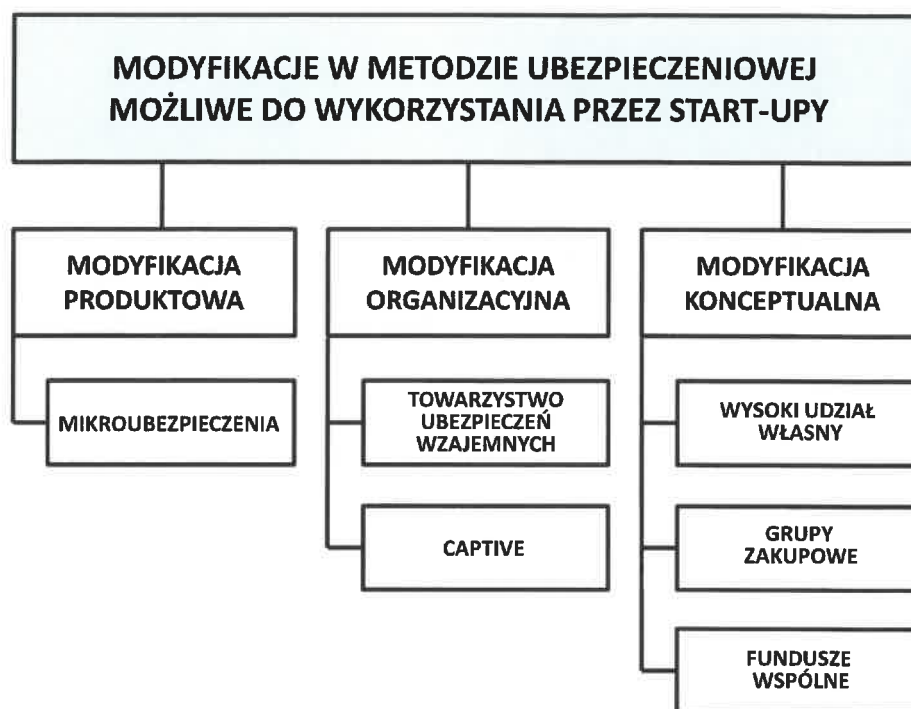 MODYFIKACJE W METODZIE UBEZPIECZENIOWEJ
MOŻLIWE DO WYKORZYSTANIA PRZEZ START-UPY
MODYFIKACJA
PRODUKTOWA
MIKROUBEZPIECZENIA
MODYFIKACJA
ORGANIZACYJNA
TOWARZYSTWO
UBEZPIECZEŃ
WZAJEMNYCH
CAPTIVE
MODYFIKACJA
KONCEPTUALNA
WYSOKI UDZIAŁ
WŁASNY
GRUPY
ZAKUPOWE
FUNDUSZE
WSPÓLNE